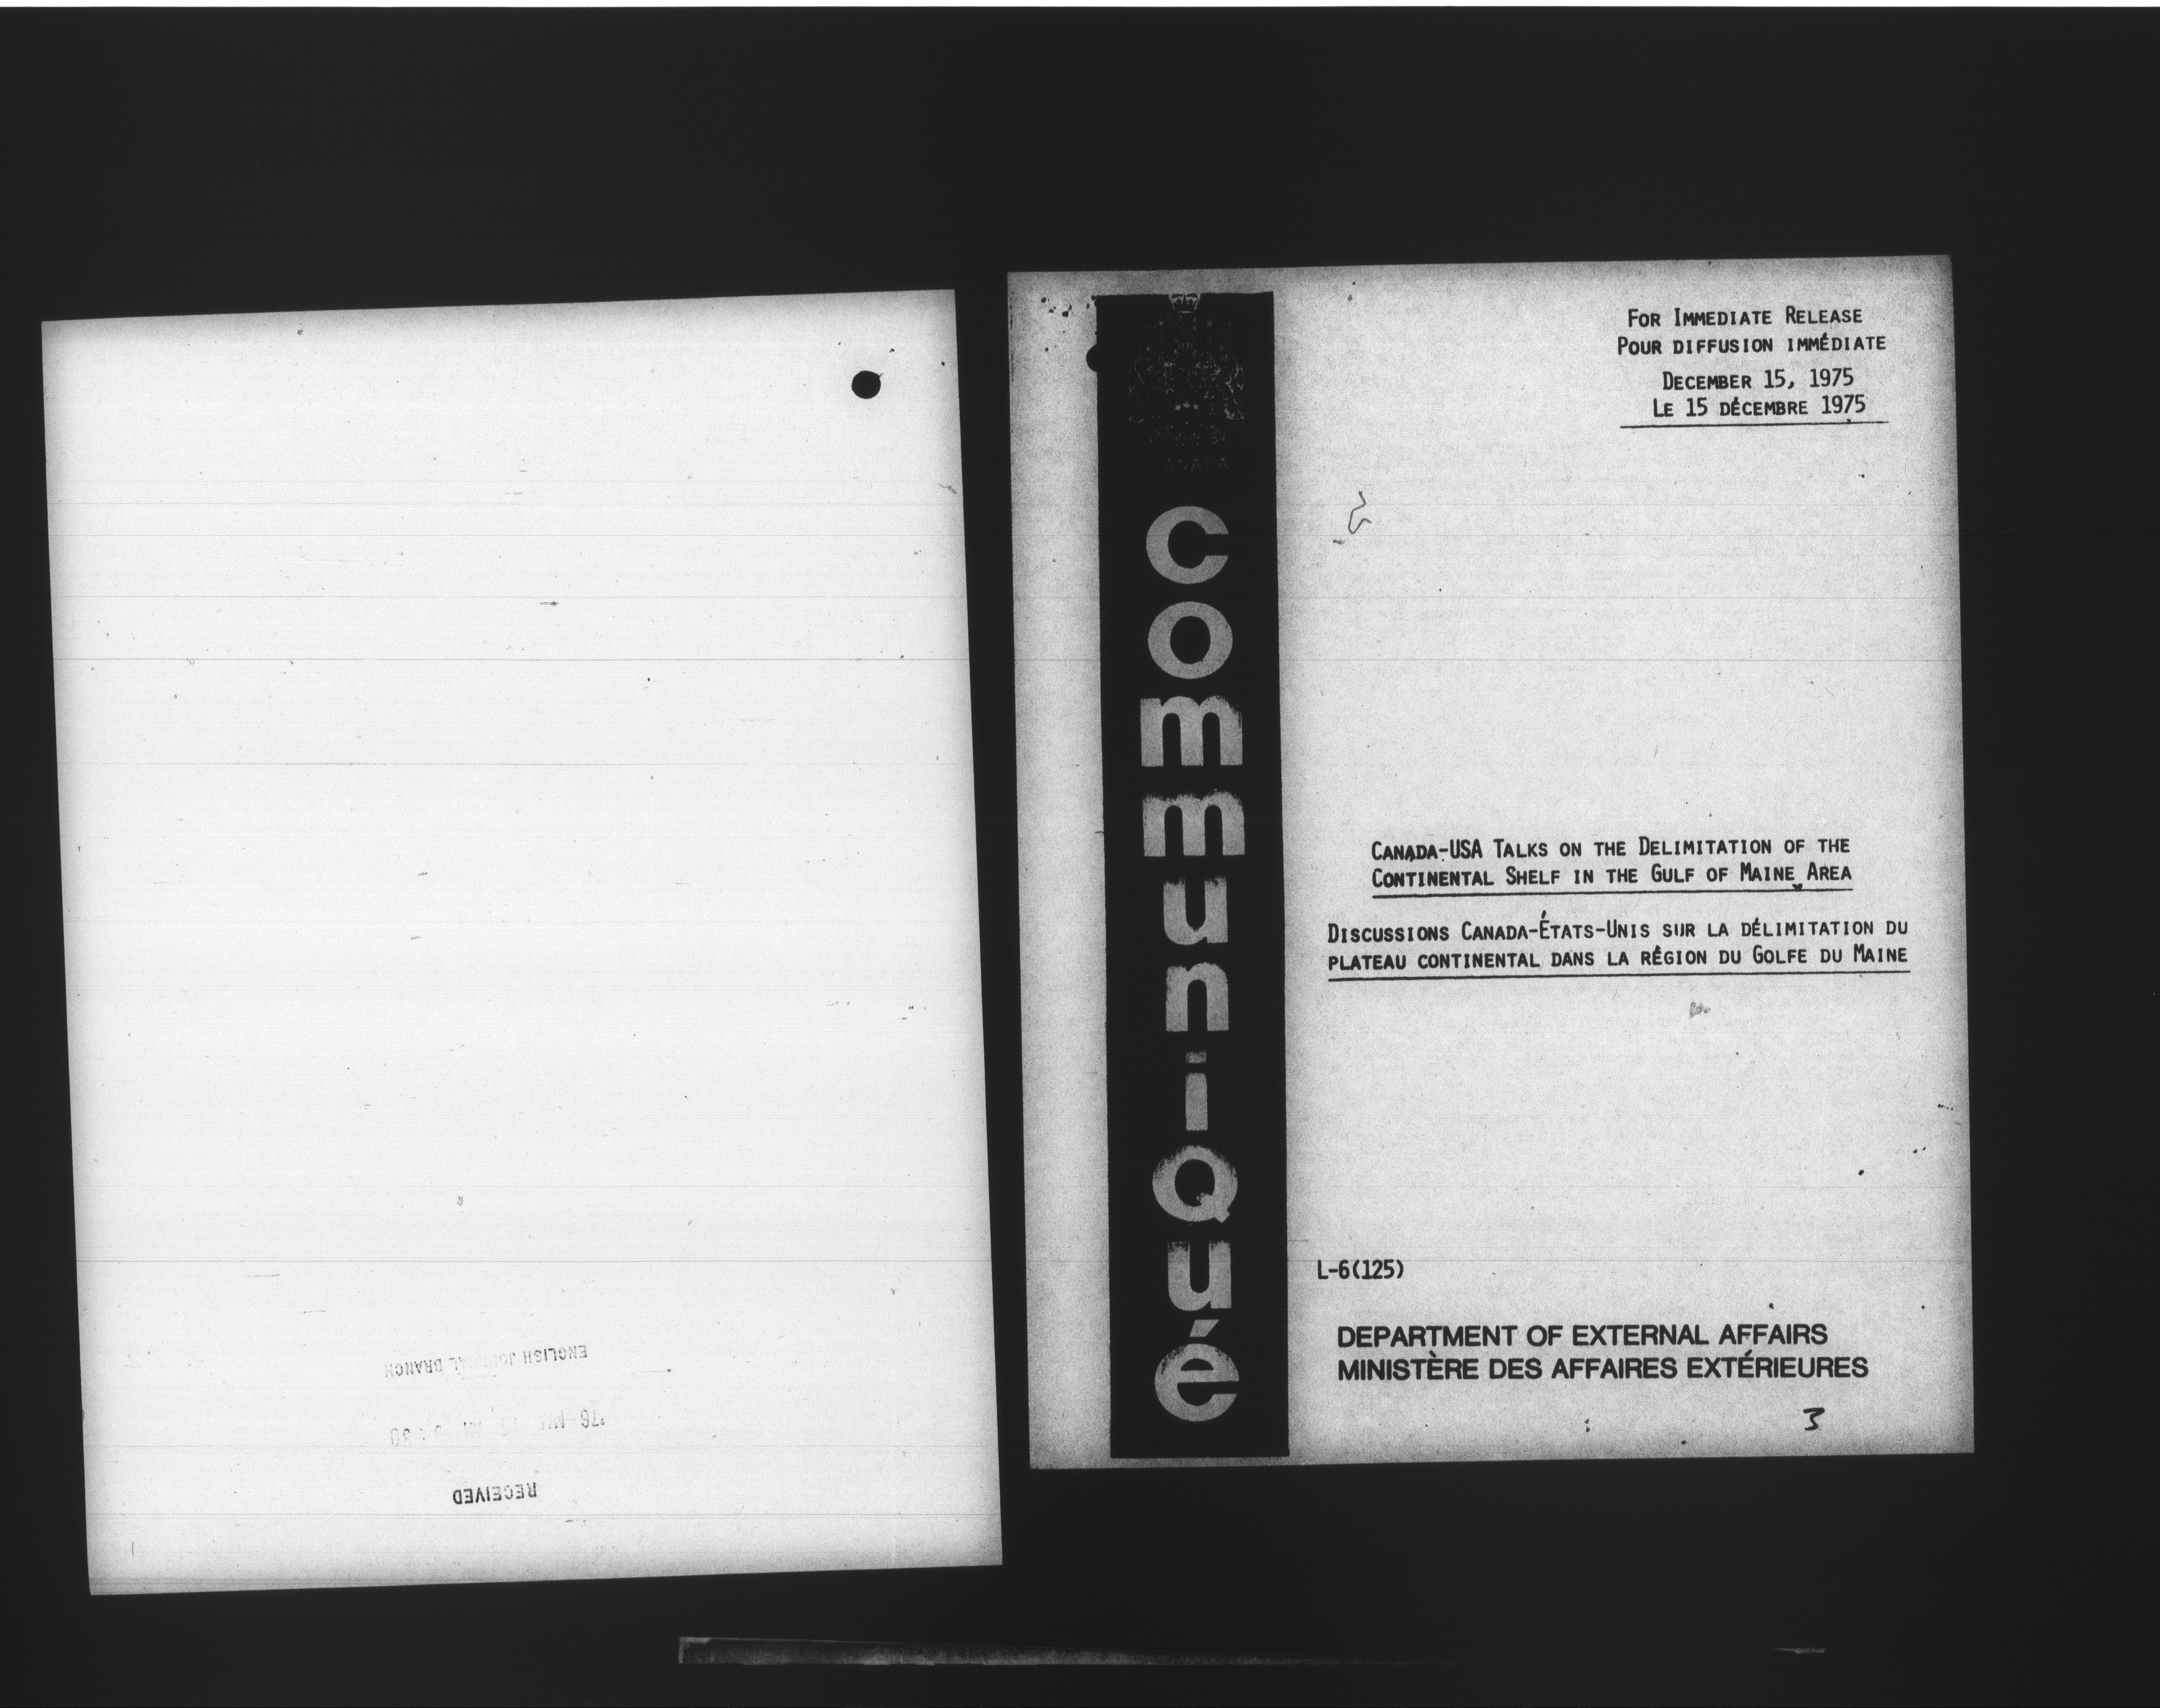 ENGLISH JOURNAL BRANCH
RECEIVED
CANADA
communiQué
FOR IMMEDIATE RELEASE
POUR DIFFUSION IMMÉDIATE
DECEMBER 15, 1975
LE 15 DÉCEMBRE 1975
CANADA-USA TALKS ON THE DELIMITATION OF THE
CONTINENTAL SHELF IN THE GULF OF MAINE AREA
DISCUSSIONS CANADA-ÉTATS-UNIS SUR LA DÉLIMITATION DU
PLATEAU CONTINENTAL DANS LA RÉGION DU GOLFE DU MAINE
L-6(125)
DEPARTMENT OF EXTERNAL AFFAIRS
MINISTÈRE DES AFFAIRES EXTÉRIEURES
3